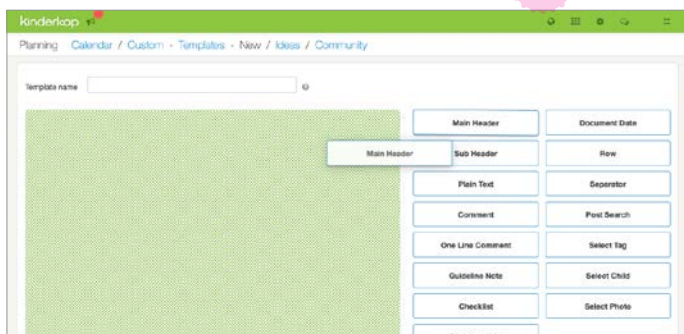 kinderkop
Planning Calendar / Custom - Templates - New / Ideas / Community
Template name
Main Header Document Date
Main Header Sub Header Row
Plain Text Seperator
Comment Post Search
One Line Comment Select Tag
Guideline Note Select Child
Checklist Select Photo